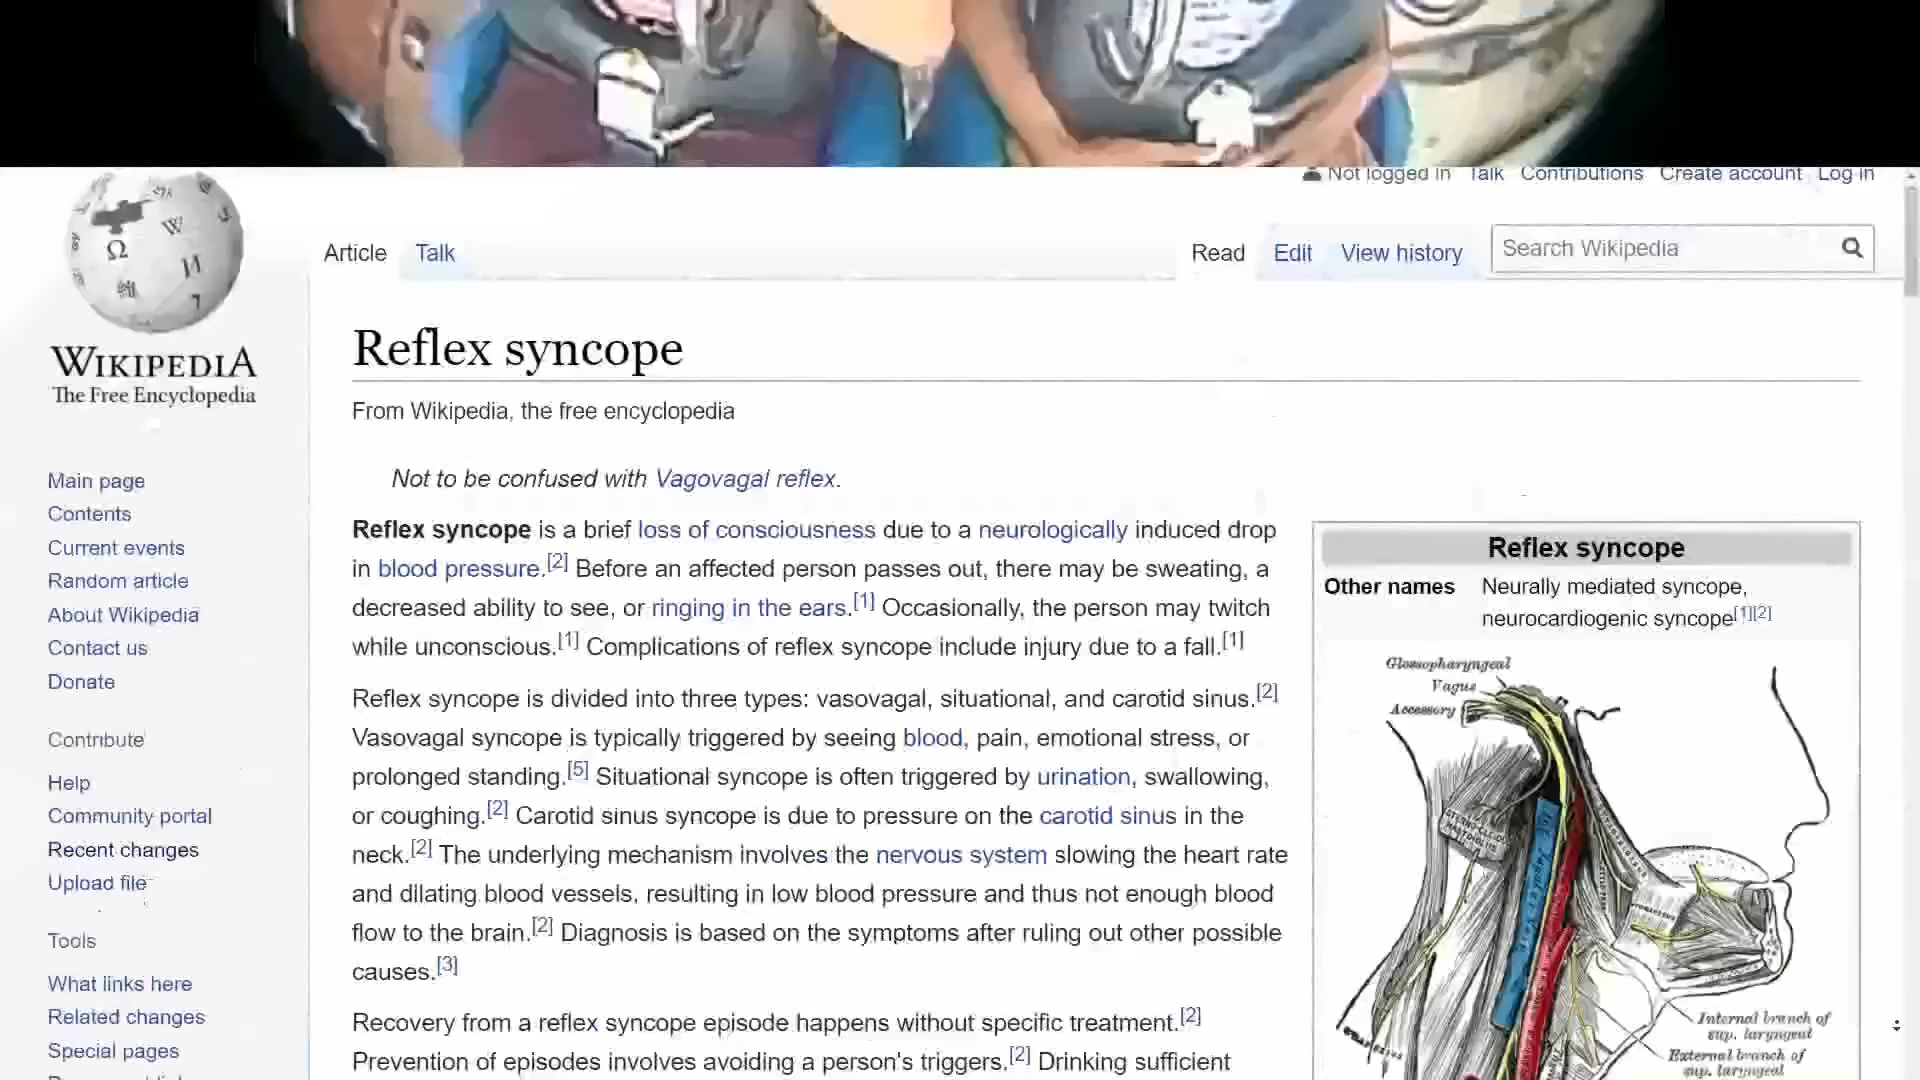 Not logged in Talk Contributions Create account Log in
Article Talk Read Edit View history Search Wikipedia
WIKIPEDIA
The Free Encyclopedia
Main page
Contents
Current events
Random article
About Wikipedia
Contact us
Donate
Contribute
Help
Community portal
Recent changes
Upload file
Tools
What links here
Related changes
Special pages
Reflex syncope
From Wikipedia, the free encyclopedia
Not to be confused with Vagovagal reflex.
Reflex syncope is a brief loss of consciousness due to a neurologically induced drop
in blood pressure.[2] Before an affected person passes out, there may be sweating, a
decreased ability to see, or ringing in the ears.[1] Occasionally, the person may twitch
while unconscious.[1] Complications of reflex syncope include injury due to a fall.[1]
Reflex syncope is divided into three types: vasovagal, situational, and carotid sinus.[2]
Vasovagal syncope is typically triggered by seeing blood, pain, emotional stress, or
prolonged standing.[5] Situational syncope is often triggered by urination, swallowing,
or coughing.[2] Carotid sinus syncope is due to pressure on the carotid sinus in the
neck.[2] The underlying mechanism involves the nervous system slowing the heart rate
and dilating blood vessels, resulting in low blood pressure and thus not enough blood
flow to the brain.[2] Diagnosis is based on the symptoms after ruling out other possible
causes.[3]
Recovery from a reflex syncope episode happens without specific treatment.[2]
Prevention of episodes involves avoiding a person's triggers.[2] Drinking sufficient
Reflex syncope
Other names Neurally mediated syncope,
neurocardiogenic syncope[1][2]
Glossopharyngeal
Vagus
Accessory
Internal branch of
sup. laryngeal
External branch of
sup. laryngeal